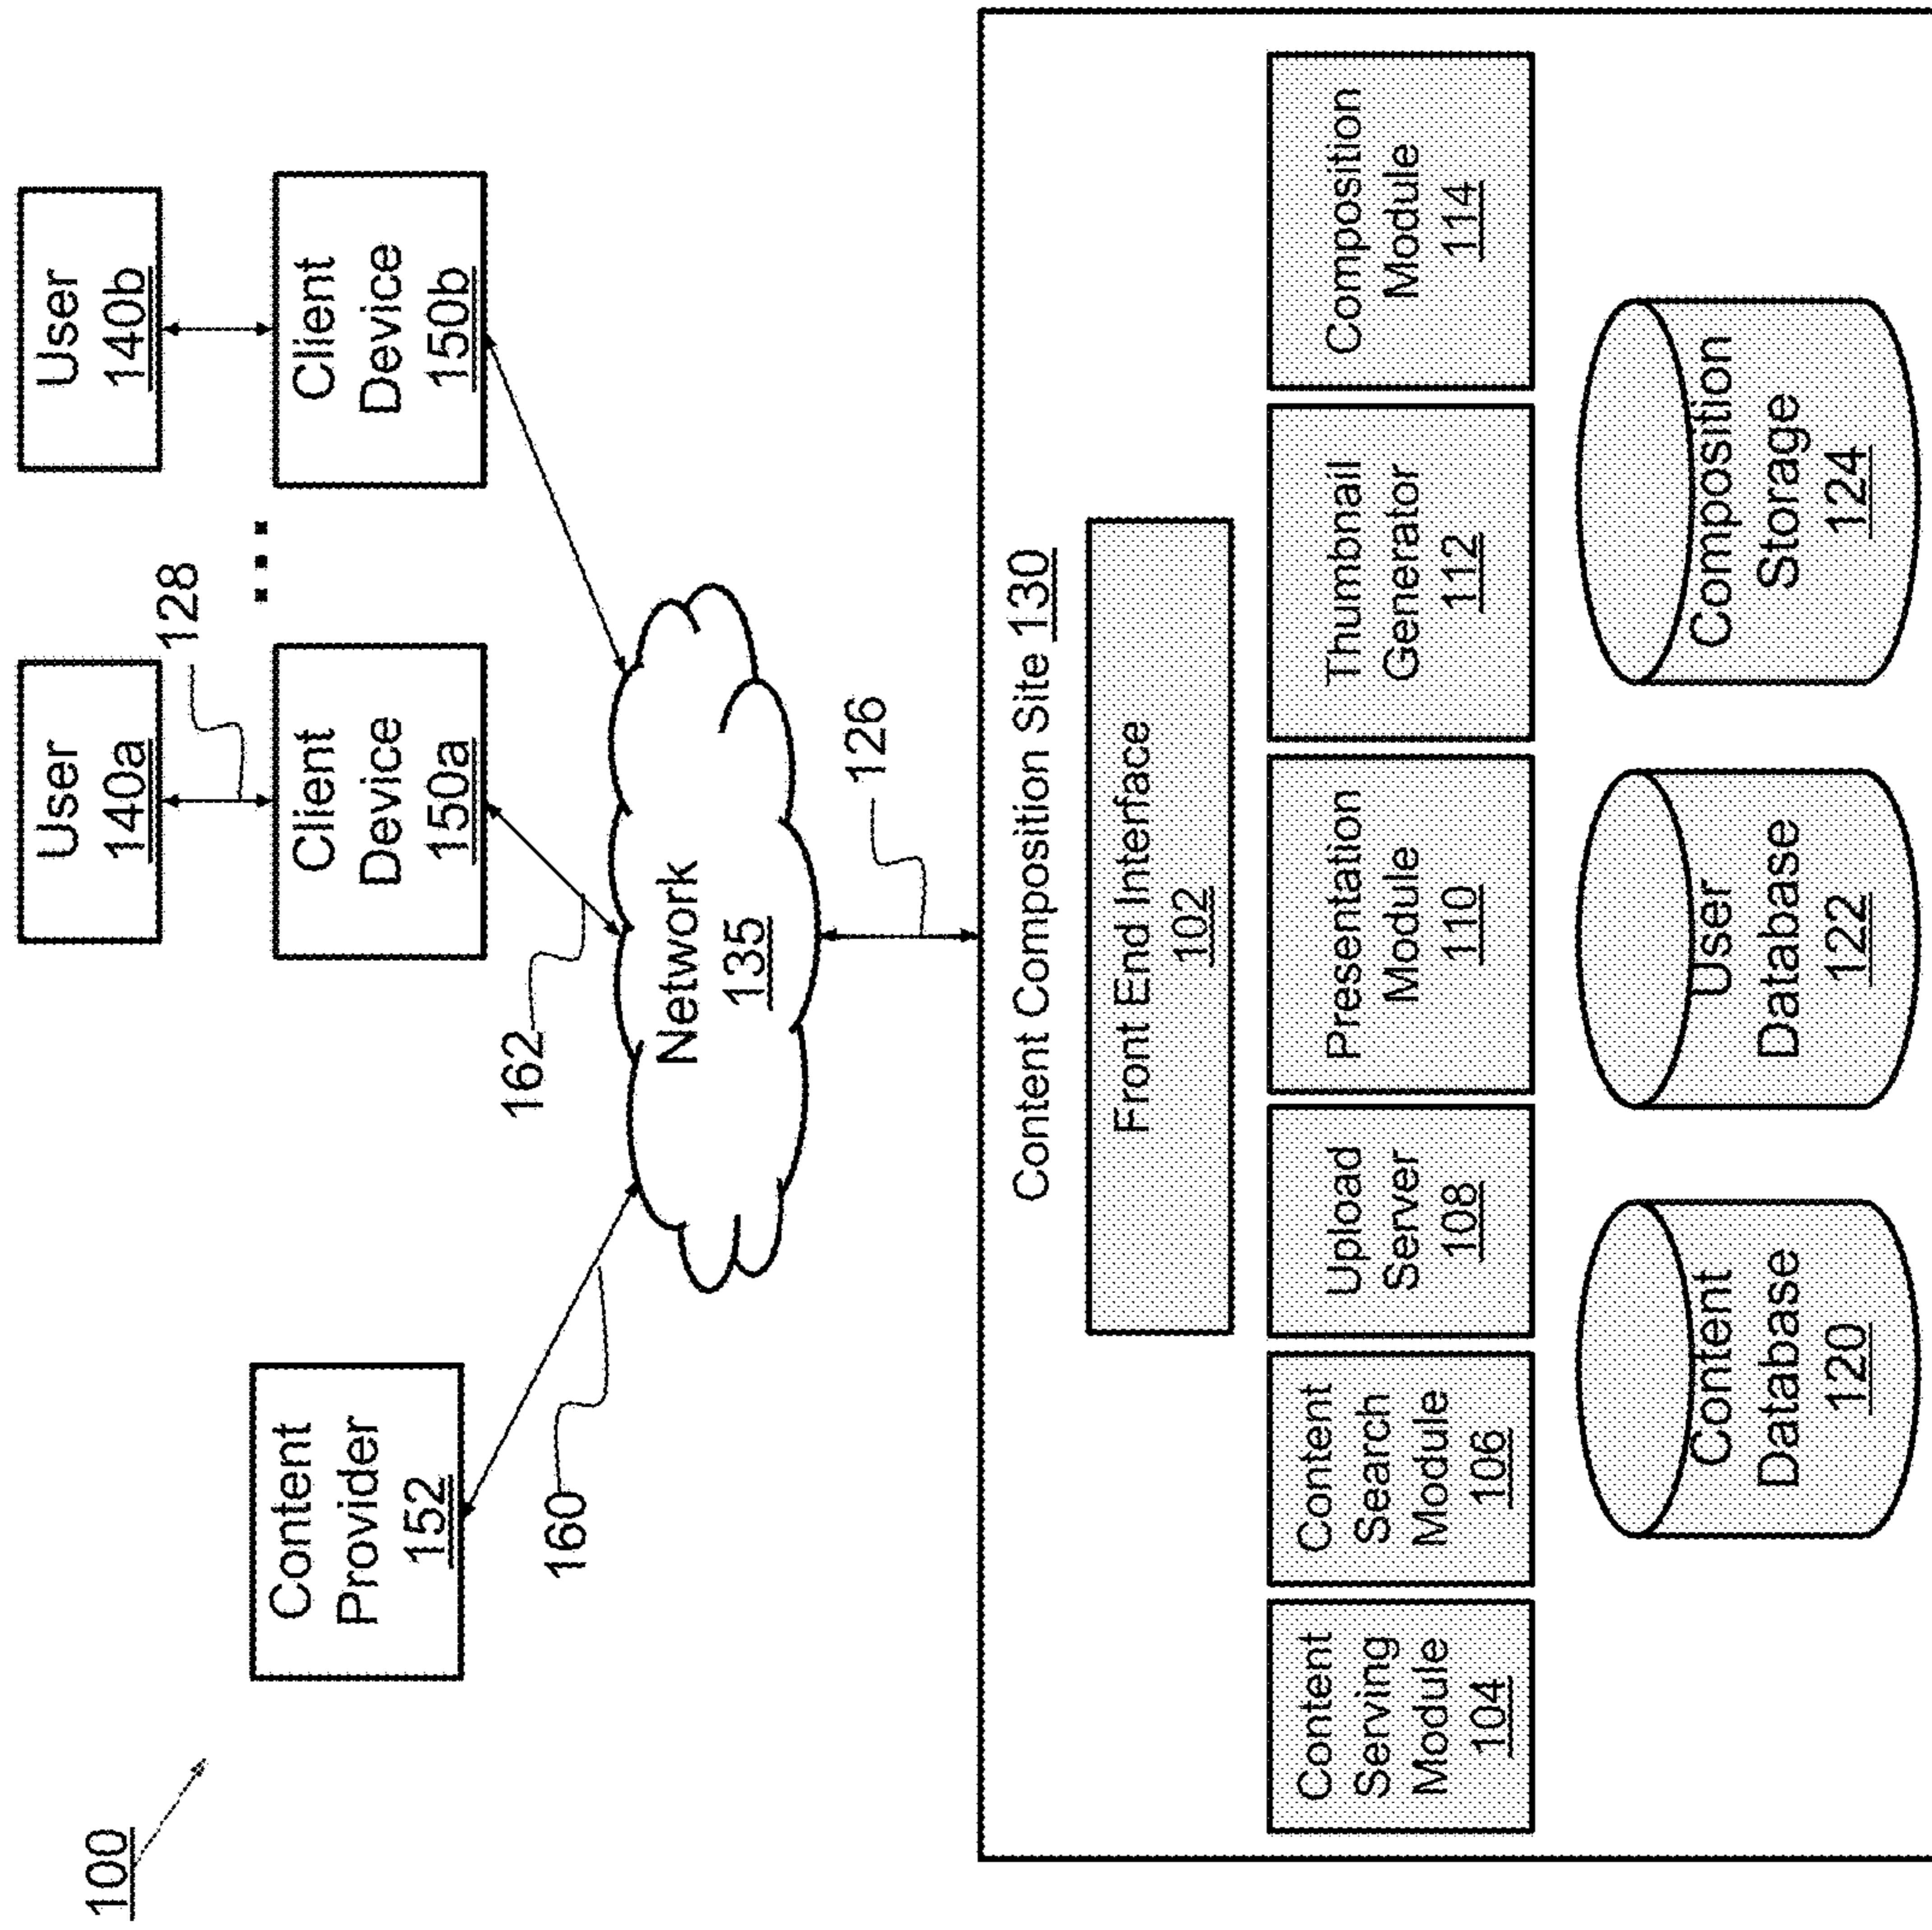 100
User
140a
User
140b
128
Content
Provider
152
Client
Device
150a
Client
Device
150b
160
162
Network
135
126
Content Composition Site 130
Front End Interface
102
Content
Serving
Module
104
Content
Search
Module
106
Upload
Server
108
Presentation
Module
110
Thumbnail
Generator
112
Composition
Module
114
Content
Database
120
User
Database
122
Composition
Storage
124